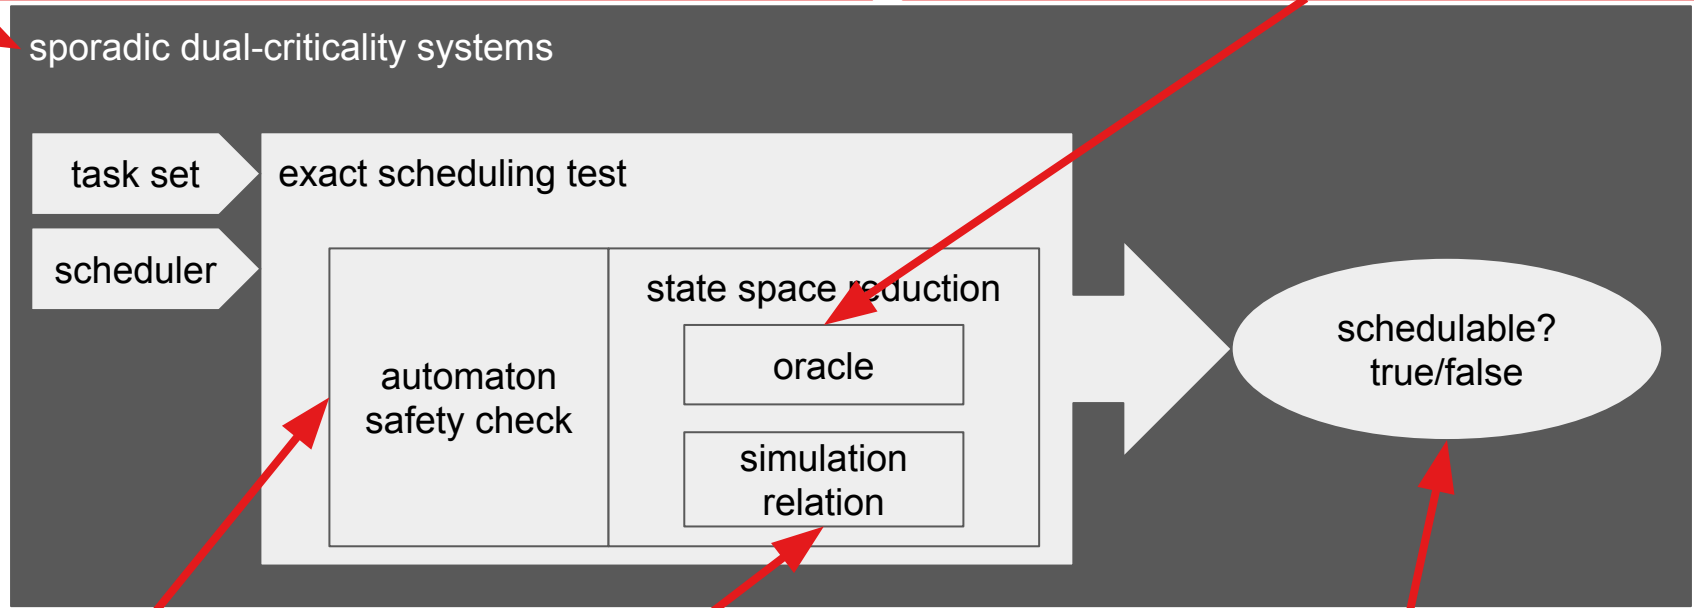 sporadic dual-criticality systems
task set
exact scheduling test
scheduler
state space reduction
oracle
automaton
safety check
simulation
relation
schedulable?
true/false